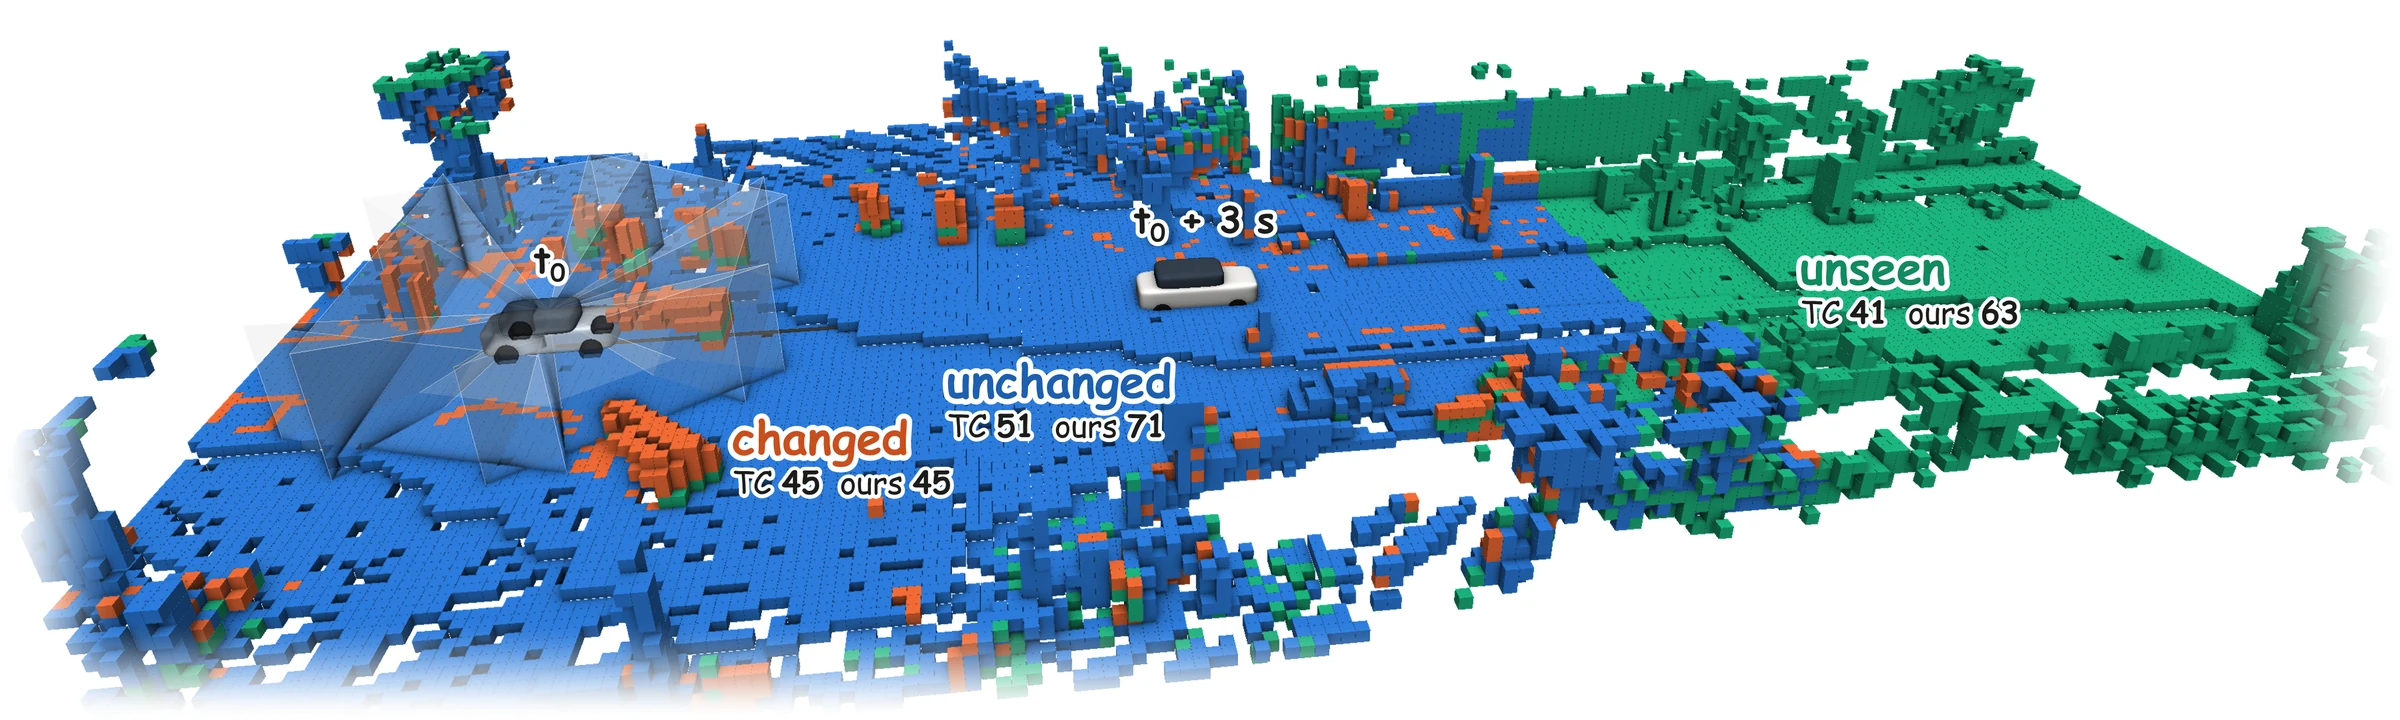 t₀
t₀ + 3 s
unseen
TC 41 ours 63
unchanged
TC 51 ours 71
changed
TC 45 ours 45